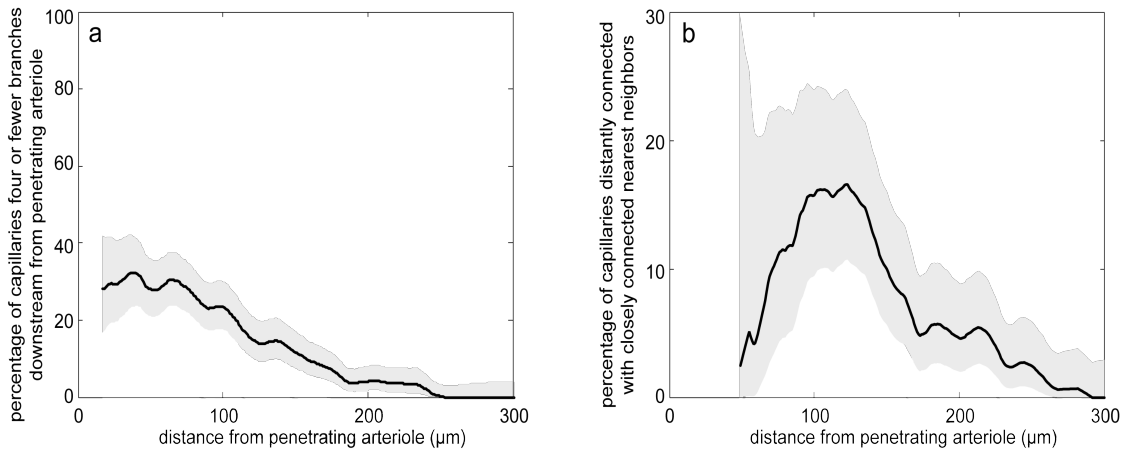 a
percentage of capillaries four or fewer branches
downstream from penetrating arteriole
100
80
60
40
20
0
0
100
200
300
distance from penetrating arteriole (µm)
b
percentage of capillaries distantly connected
with closely connected nearest neighbors
30
20
10
0
0
100
200
300
distance from penetrating arteriole (µm)